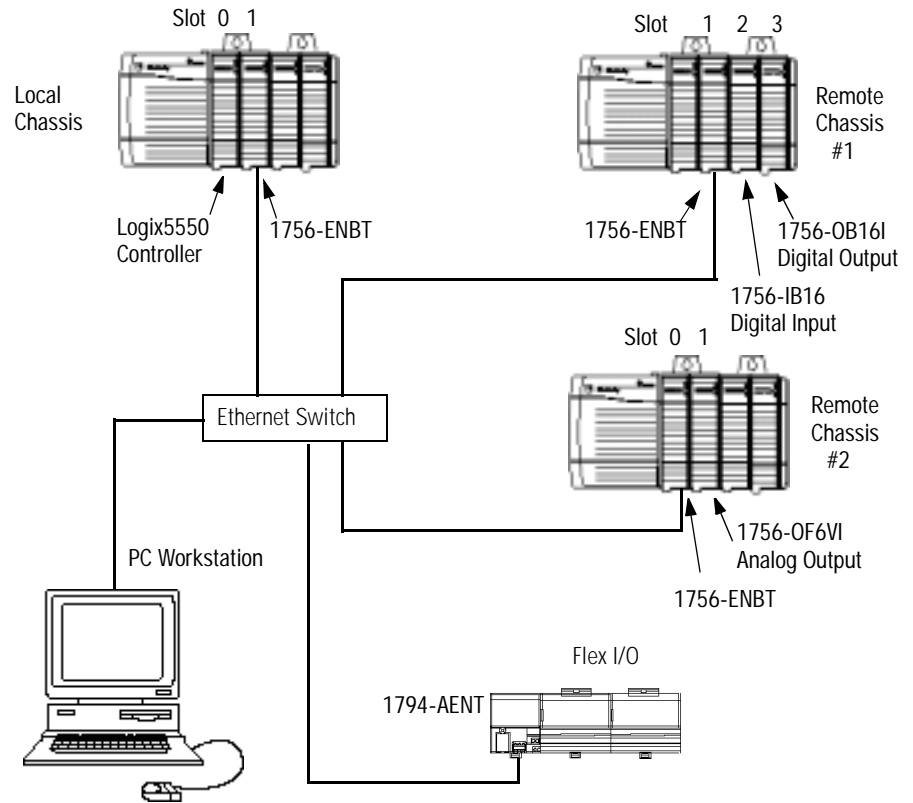 Slot 0 1
Local
Chassis
Logix5550
Controller
1756-ENBT
Slot 1 2 3
Remote
Chassis
#1
1756-ENBT
1756-OB16I
Digital Output
1756-IB16
Digital Input
Slot 0 1
Remote
Chassis
#2
Ethernet Switch
1756-OF6VI
Analog Output
1756-ENBT
PC Workstation
Flex I/O
1794-AENT